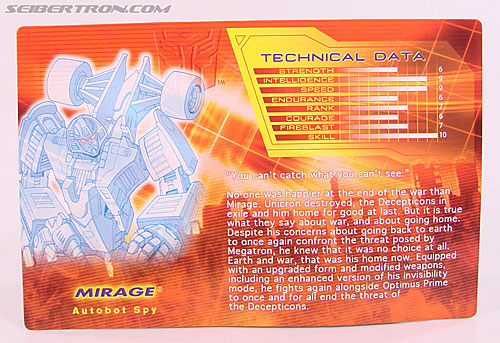 SEIBERTRON.COM
TECHNICAL DATA
STRENGTH 6
INTELLIGENCE 9
SPEED 9
ENDURANCE 6
RANK 7
COURAGE 6
FIREBLAST 7
SKILL 10
TM
"You can't catch what you can't see."
No one was happier at the end of the war than
Mirage. Unicron destroyed, the Decepticons in
exile and him home for good at last. But it is true
what they say about war, and about going home.
Despite his concerns about going back to earth
to once again confront the threat posed by
Megatron, he knew that it was no choice at all.
Earth and war, that was his home now. Equipped
with an upgraded form and modified weapons,
including an enhanced version of his invisibility
mode, he fights again alongside Optimus Prime
to once and for all end the threat of
the Decepticons.
MIRAGE®
Autobot Spy